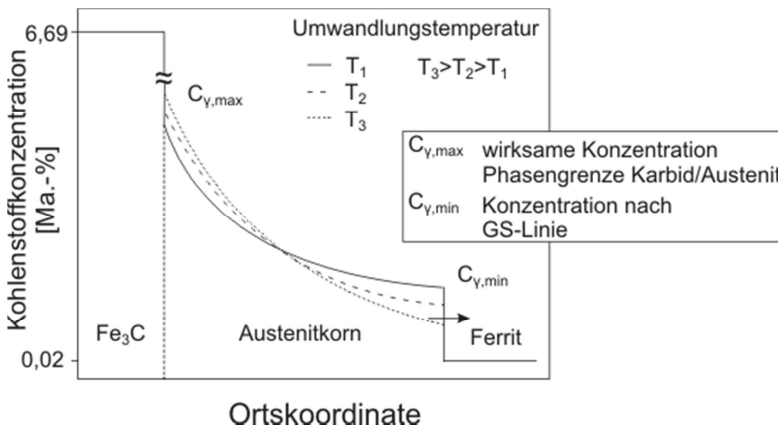 6,69
Umwandlungstemperatur
T1 T3>T2>T1
T2
T3
≈
Cγ,max
Cγ,max wirksame Konzentration
Phasengrenze Karbid/Austenit
Cγ,min Konzentration nach
GS-Linie
Kohlenstoffkonzentration
[Ma.-%]
Cγ,min
Fe3C Austenitkorn Ferrit
0,02
Ortskoordinate